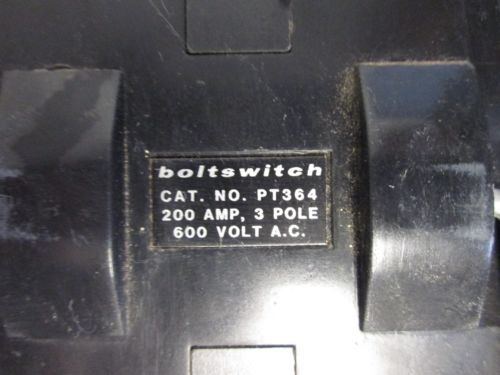 boltswitch
CAT. NO. PT364
200 AMP, 3 POLE
600 VOLT A.C.